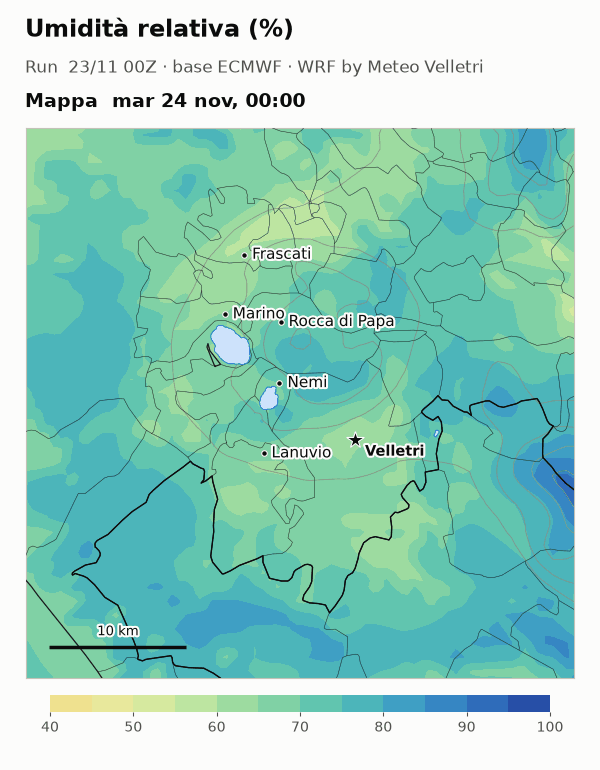 Umidità relativa (%)
Run  23/11 00Z · base ECMWF · WRF by Meteo Velletri
Mappa  mar 24 nov, 00:00
Frascati
Marino
Rocca di Papa
Nemi
Velletri
Lanuvio
10 km
40 50 60 70 80 90 100